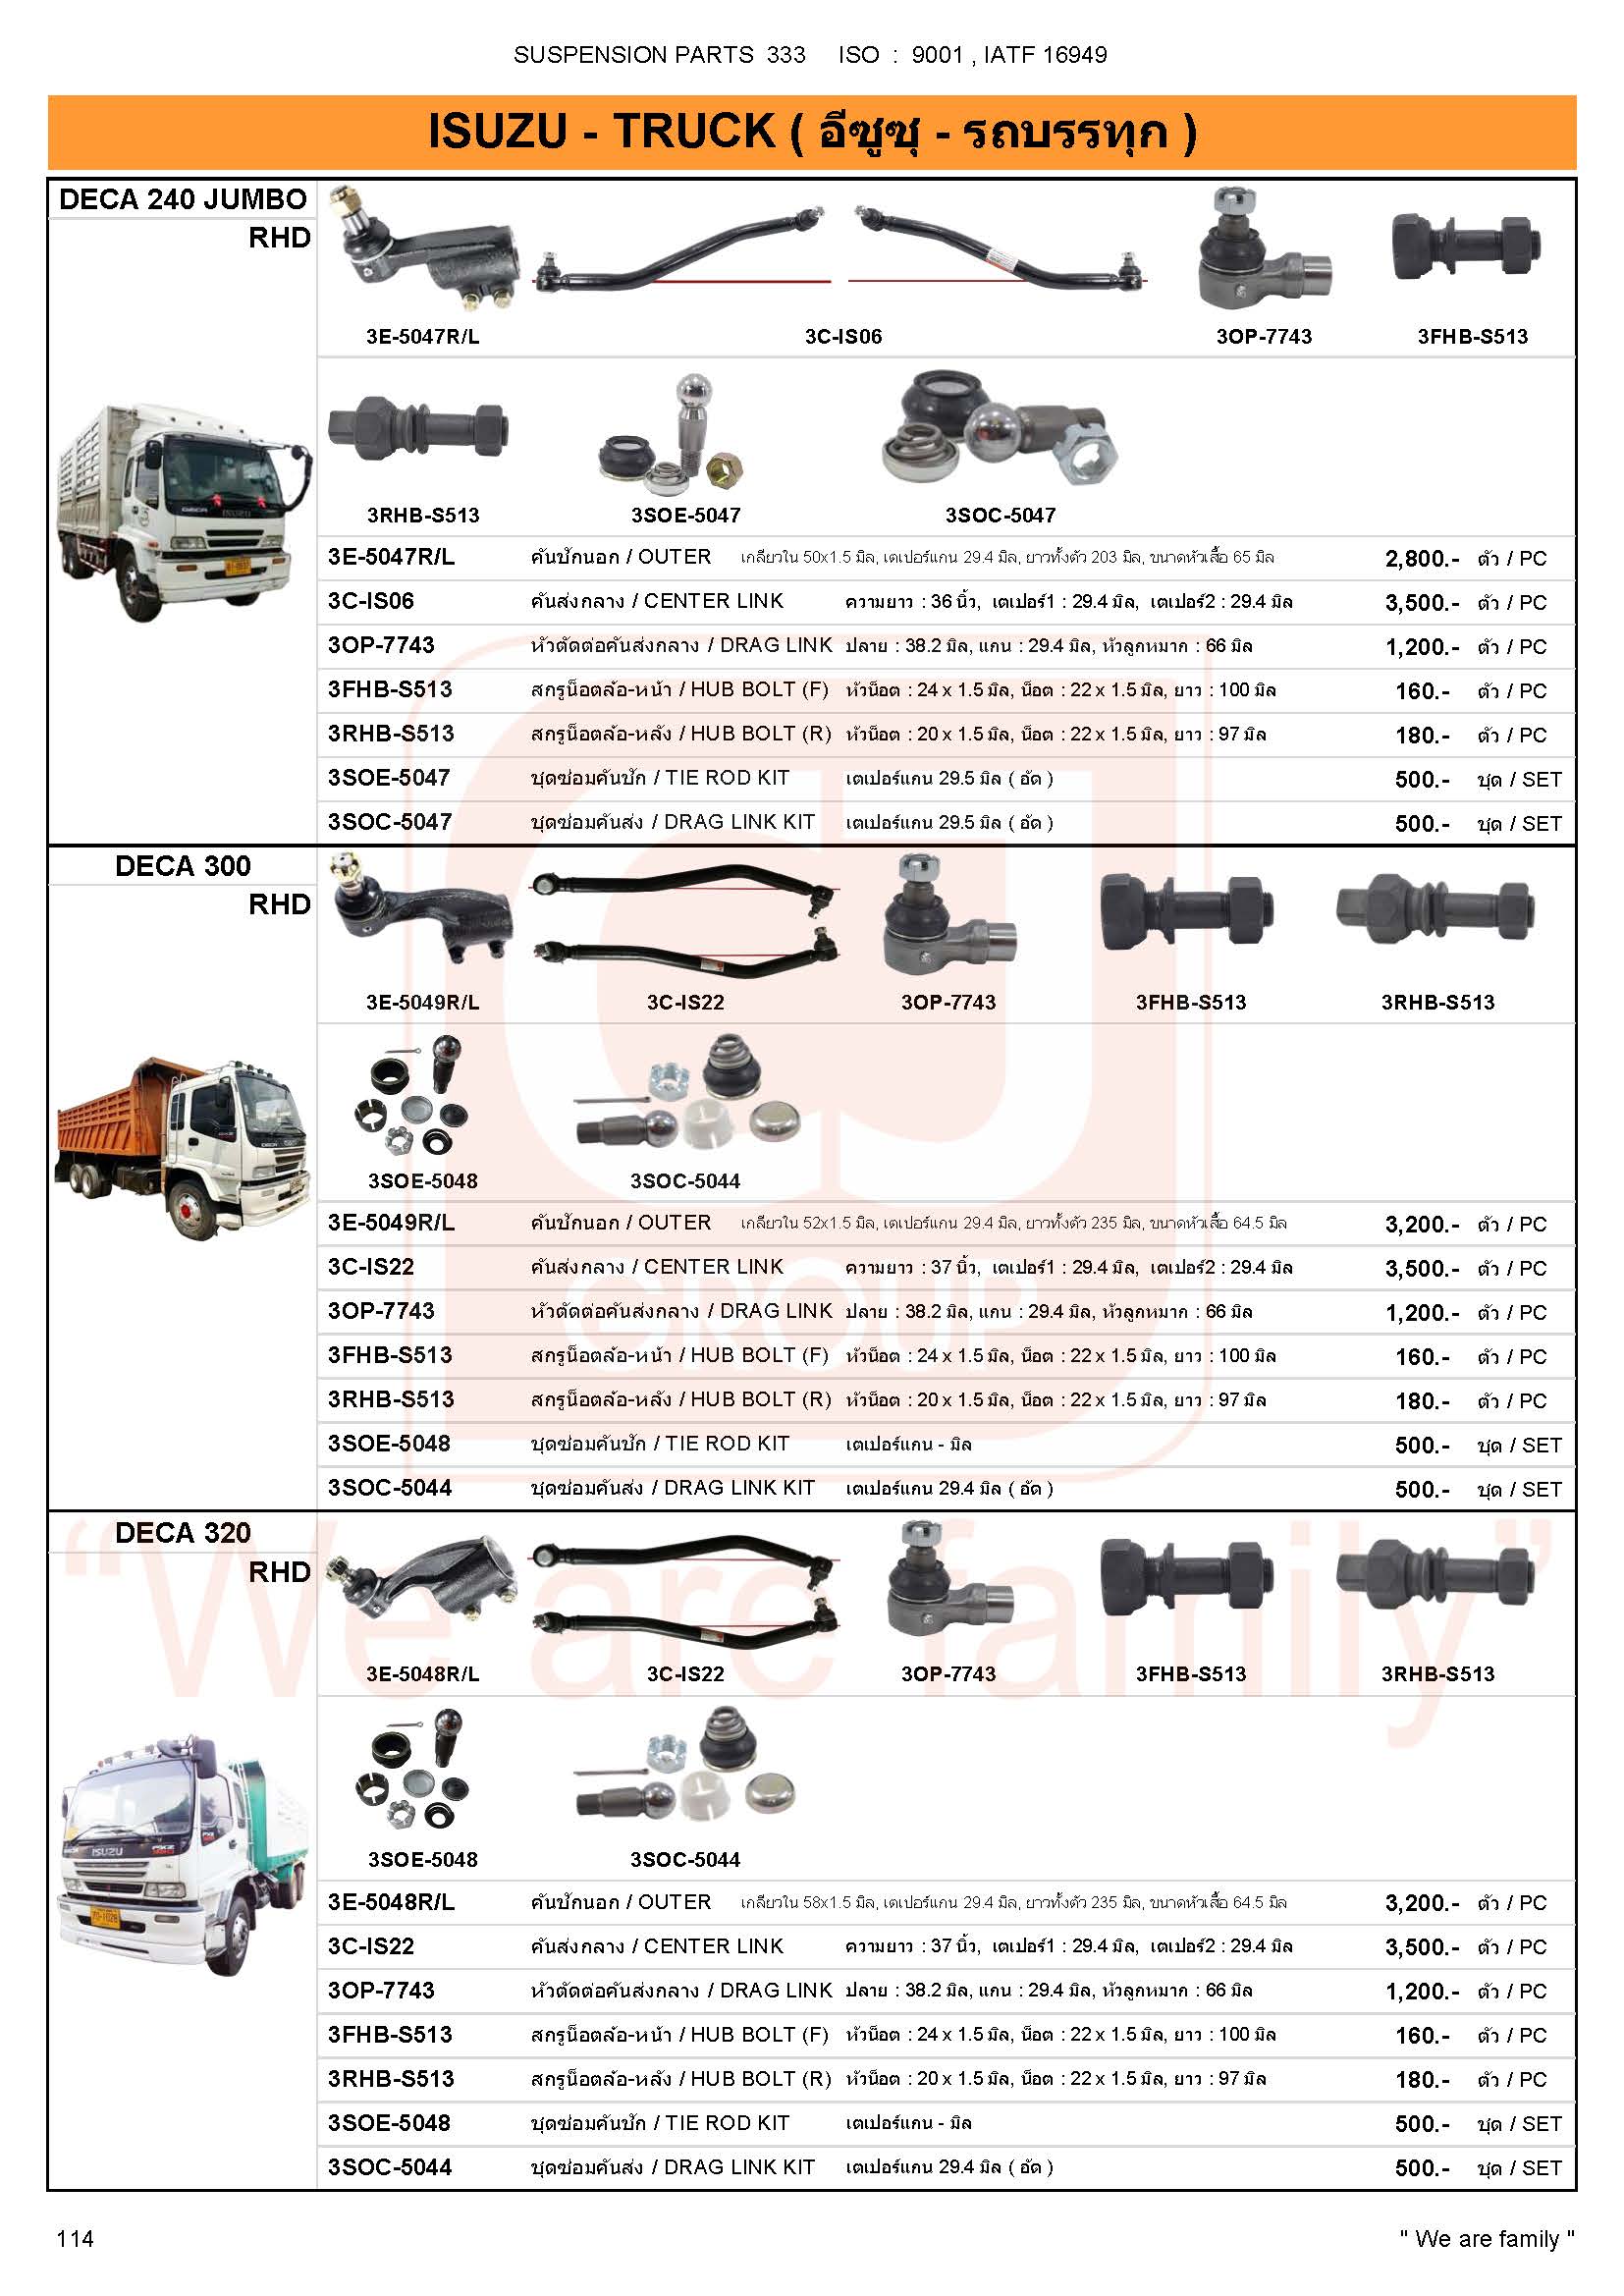 SUSPENSION PARTS 333 ISO : 9001 , IATF 16949
ISUZU - TRUCK ( อีซูซุ - รถบรรทุก )
DECA 240 JUMBO
RHD
3E-5047R/L 3C-IS06 3OP-7743 3FHB-S513
3RHB-S513 3SOE-5047 3SOC-5047
3E-5047R/L คันชักนอก / OUTER เกลียวใน 50x1.5 มิล, เตเปอร์แกน 29.4 มิล, ยาวทั้งตัว 203 มิล, ขนาดหัวเสื้อ 65 มิล 2,800.- ตัว / PC
3C-IS06 คันส่งกลาง / CENTER LINK ความยาว : 36 นิ้ว, เตเปอร์1 : 29.4 มิล, เตเปอร์2 : 29.4 มิล 3,500.- ตัว / PC
3OP-7743 หัวตัดต่อคันส่งกลาง / DRAG LINK ปลาย : 38.2 มิล, แกน : 29.4 มิล, หัวลูกหมาก : 66 มิล 1,200.- ตัว / PC
3FHB-S513 สกรูน็อตล้อ-หน้า / HUB BOLT (F) หัวน็อต : 24 x 1.5 มิล, น็อต : 22 x 1.5 มิล, ยาว : 100 มิล 160.- ตัว / PC
3RHB-S513 สกรูน็อตล้อ-หลัง / HUB BOLT (R) หัวน็อต : 20 x 1.5 มิล, น็อต : 22 x 1.5 มิล, ยาว : 97 มิล 180.- ตัว / PC
3SOE-5047 ชุดซ่อมคันชัก / TIE ROD KIT เตเปอร์แกน 29.5 มิล ( อัด ) 500.- ชุด / SET
3SOC-5047 ชุดซ่อมคันส่ง / DRAG LINK KIT เตเปอร์แกน 29.5 มิล ( อัด ) 500.- ชุด / SET
DECA 300
RHD
3E-5049R/L 3C-IS22 3OP-7743 3FHB-S513 3RHB-S513
3SOE-5048 3SOC-5044
3E-5049R/L คันชักนอก / OUTER เกลียวใน 52x1.5 มิล, เตเปอร์แกน 29.4 มิล, ยาวทั้งตัว 235 มิล, ขนาดหัวเสื้อ 64.5 มิล 3,200.- ตัว / PC
3C-IS22 คันส่งกลาง / CENTER LINK ความยาว : 37 นิ้ว, เตเปอร์1 : 29.4 มิล, เตเปอร์2 : 29.4 มิล 3,500.- ตัว / PC
3OP-7743 หัวตัดต่อคันส่งกลาง / DRAG LINK ปลาย : 38.2 มิล, แกน : 29.4 มิล, หัวลูกหมาก : 66 มิล 1,200.- ตัว / PC
3FHB-S513 สกรูน็อตล้อ-หน้า / HUB BOLT (F) หัวน็อต : 24 x 1.5 มิล, น็อต : 22 x 1.5 มิล, ยาว : 100 มิล 160.- ตัว / PC
3RHB-S513 สกรูน็อตล้อ-หลัง / HUB BOLT (R) หัวน็อต : 20 x 1.5 มิล, น็อต : 22 x 1.5 มิล, ยาว : 97 มิล 180.- ตัว / PC
3SOE-5048 ชุดซ่อมคันชัก / TIE ROD KIT เตเปอร์แกน - มิล 500.- ชุด / SET
3SOC-5044 ชุดซ่อมคันส่ง / DRAG LINK KIT เตเปอร์แกน 29.4 มิล ( อัด ) 500.- ชุด / SET
CJ
GROUP
"We are family"
DECA 320
RHD
3E-5048R/L 3C-IS22 3OP-7743 3FHB-S513 3RHB-S513
ISUZU
3SOE-5048 3SOC-5044
3E-5048R/L คันชักนอก / OUTER เกลียวใน 58x1.5 มิล, เตเปอร์แกน 29.4 มิล, ยาวทั้งตัว 235 มิล, ขนาดหัวเสื้อ 64.5 มิล 3,200.- ตัว / PC
3C-IS22 คันส่งกลาง / CENTER LINK ความยาว : 37 นิ้ว, เตเปอร์1 : 29.4 มิล, เตเปอร์2 : 29.4 มิล 3,500.- ตัว / PC
3OP-7743 หัวตัดต่อคันส่งกลาง / DRAG LINK ปลาย : 38.2 มิล, แกน : 29.4 มิล, หัวลูกหมาก : 66 มิล 1,200.- ตัว / PC
3FHB-S513 สกรูน็อตล้อ-หน้า / HUB BOLT (F) หัวน็อต : 24 x 1.5 มิล, น็อต : 22 x 1.5 มิล, ยาว : 100 มิล 160.- ตัว / PC
3RHB-S513 สกรูน็อตล้อ-หลัง / HUB BOLT (R) หัวน็อต : 20 x 1.5 มิล, น็อต : 22 x 1.5 มิล, ยาว : 97 มิล 180.- ตัว / PC
3SOE-5048 ชุดซ่อมคันชัก / TIE ROD KIT เตเปอร์แกน - มิล 500.- ชุด / SET
3SOC-5044 ชุดซ่อมคันส่ง / DRAG LINK KIT เตเปอร์แกน 29.4 มิล ( อัด ) 500.- ชุด / SET
114 " We are family "